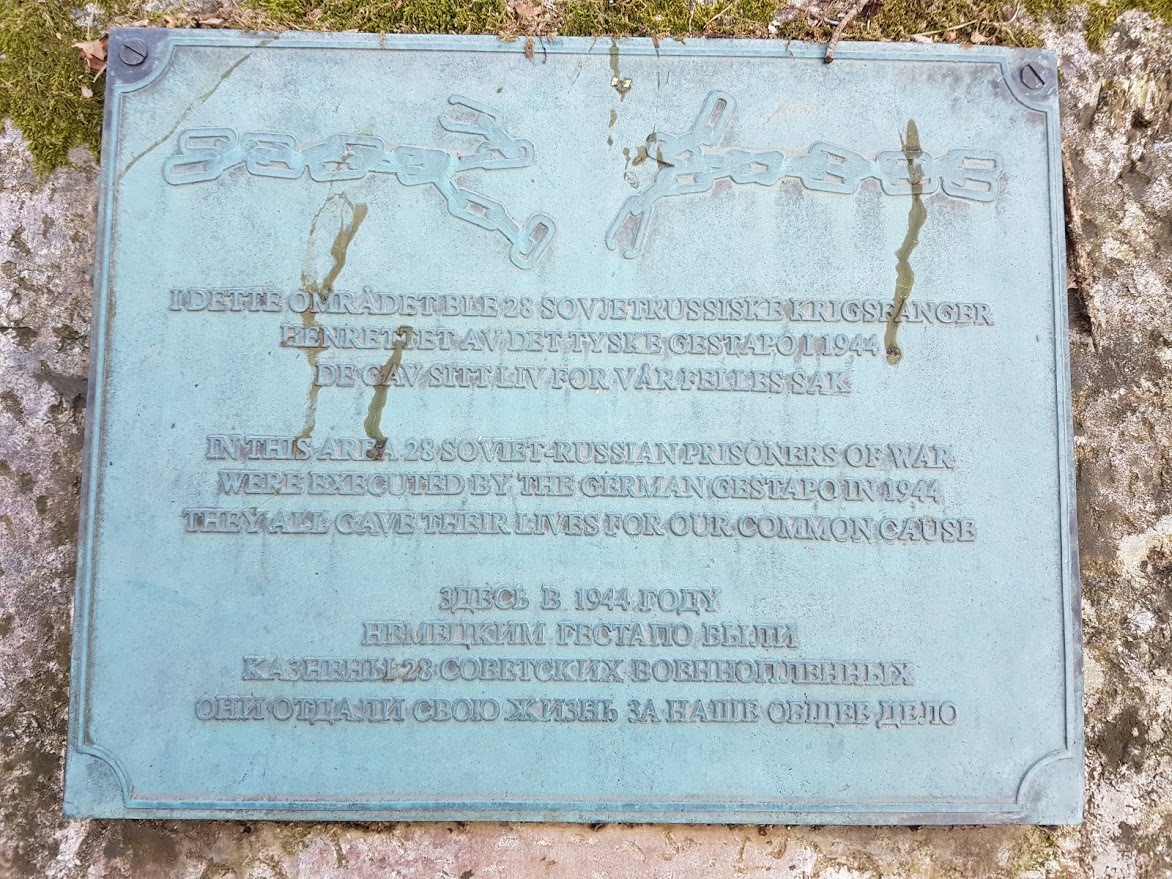 I DETTE OMRÅDET BLE 28 SOVJETRUSSISKE KRIGSFANGER
HENRETTET AV DET TYSKE GESTAPO I 1944
DE GAV SITT LIV FOR VÅR FELLES SAK
IN THIS AREA 28 SOVIET-RUSSIAN PRISONERS OF WAR
WERE EXECUTED BY THE GERMAN GESTAPO IN 1944
THEY ALL GAVE THEIR LIVES FOR OUR COMMON CAUSE
ЗДЕСЬ В 1944 ГОДУ
НЕМЕЦКИМ ГЕСТАПО БЫЛИ
КАЗНЕНЫ 28 СОВЕТСКИХ ВОЕННОПЛЕННЫХ
ОНИ ОТДАЛИ СВОЮ ЖИЗНЬ ЗА НАШЕ ОБЩЕЕ ДЕЛО